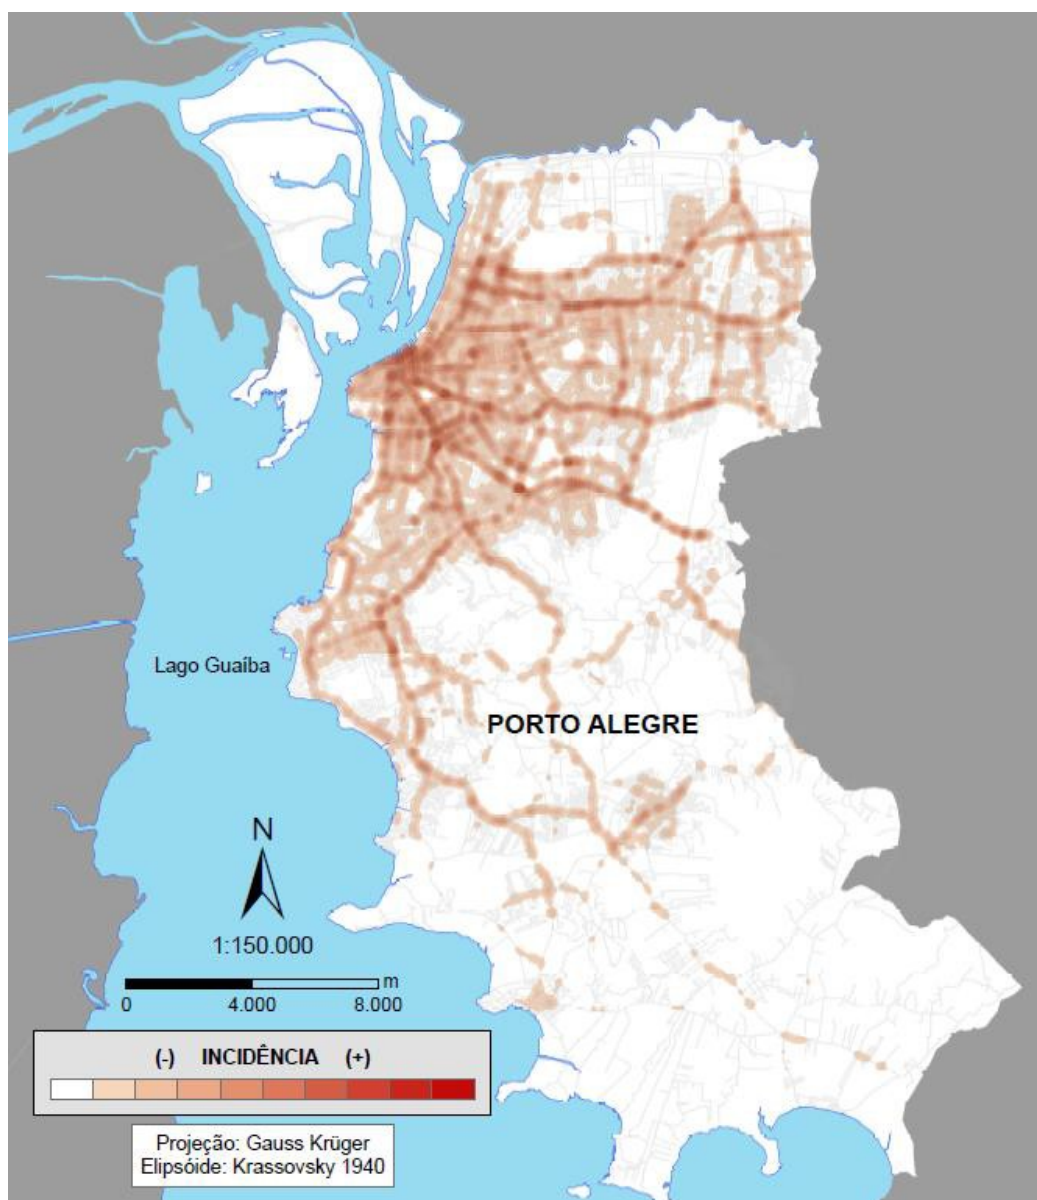 Lago Guaíba
PORTO ALEGRE
N
1:150.000
m
0 4.000 8.000
(-) INCIDÊNCIA (+)
Projeção: Gauss Krüger
Elipsóide: Krassovsky 1940